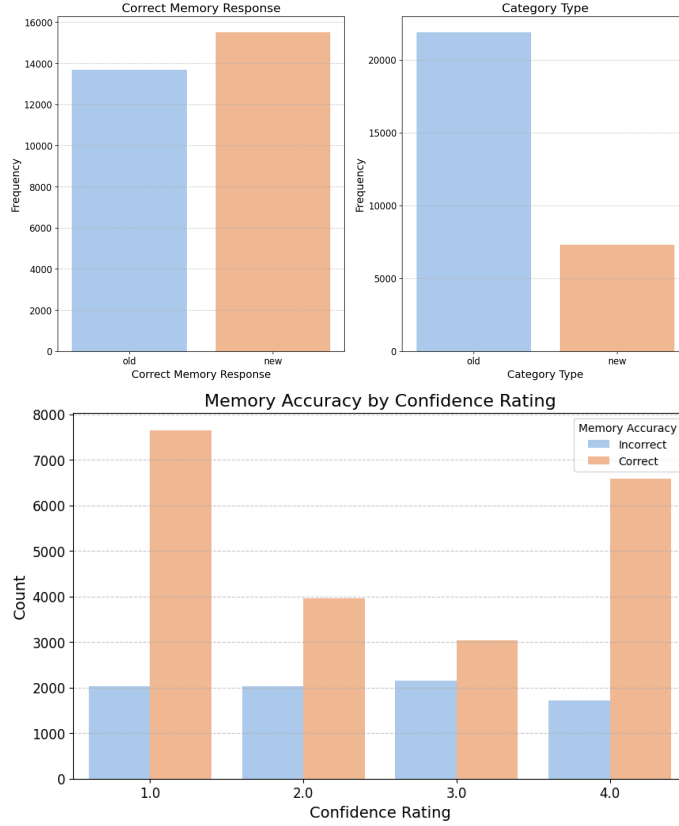 Correct Memory Response
16000
14000
12000
10000
8000
6000
4000
2000
0
Frequency
old
new
Correct Memory Response
Category Type
20000
15000
10000
5000
0
Frequency
old
new
Category Type
Memory Accuracy by Confidence Rating
8000
7000
6000
5000
4000
3000
2000
1000
0
Count
Memory Accuracy
Incorrect
Correct
1.0
2.0
3.0
4.0
Confidence Rating